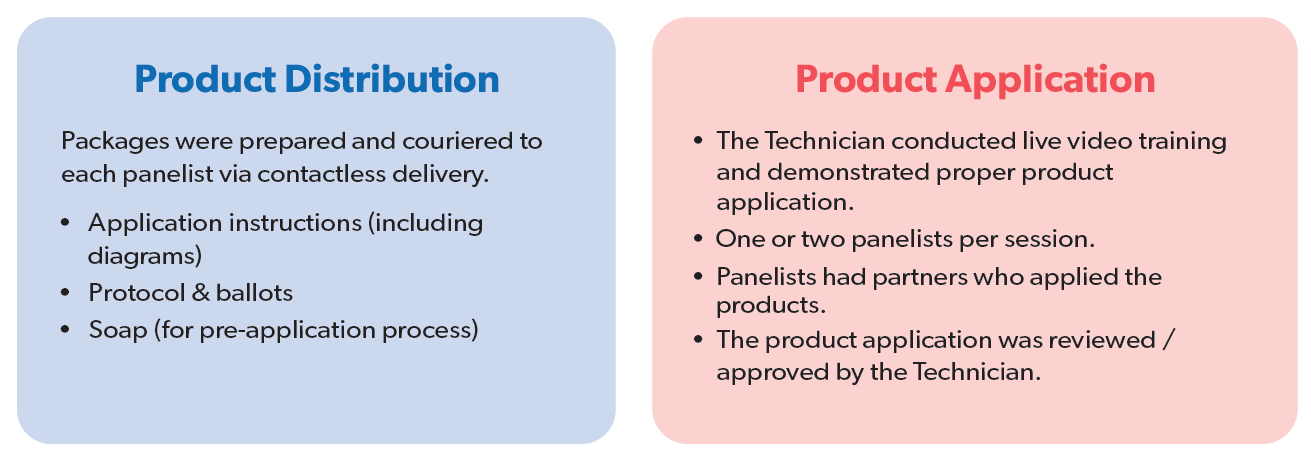 Product Distribution
Packages were prepared and couriered to
each panelist via contactless delivery.
• Application instructions (including
diagrams)
• Protocol & ballots
• Soap (for pre-application process)
Product Application
• The Technician conducted live video training
and demonstrated proper product
application.
• One or two panelists per session.
• Panelists had partners who applied the
products.
• The product application was reviewed /
approved by the Technician.